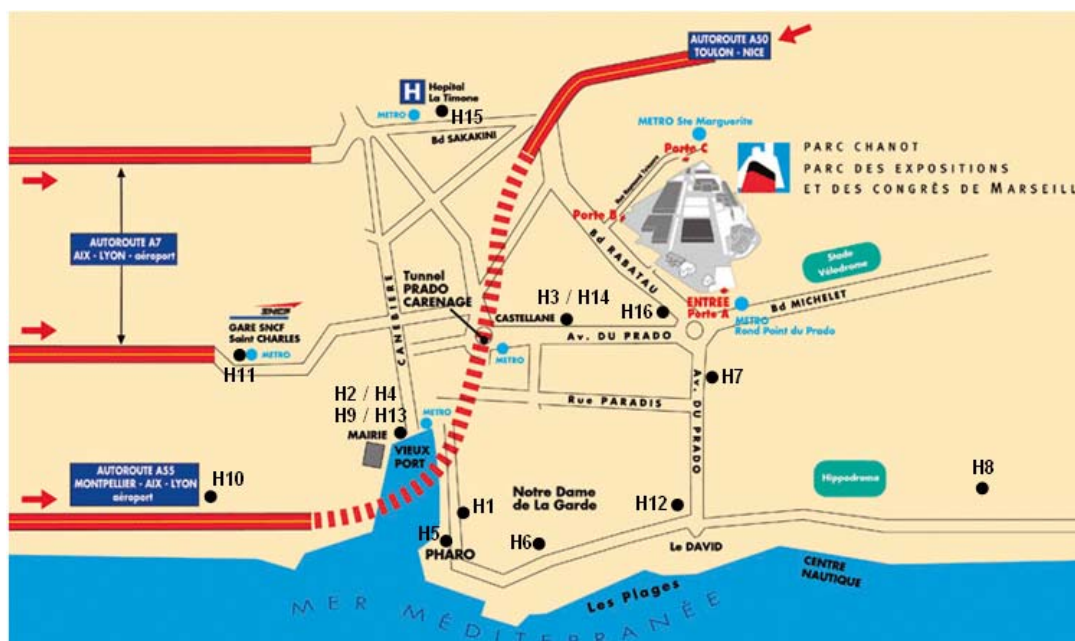 AUTOROUTE A50
TOULON - NICE
H
Hopital
La Timone
METRO
H15
Bd SAKAKINI
METRO Ste Marguerite
Porte C
Porte B
PARC CHANOT
PARC DES EXPOSITIONS
ET DES CONGRÈS DE MARSEILL
Bd RABATAU
ENTREE
Porte A
METRO
Rond Point du Prado
Stade
Vélodrome
Bd MICHELET
AUTOROUTE A7
AIX - LYON - aéroport
Tunnel
PRADO
CARENAGE
CANEBIÈRE
H3 / H14
CASTELLANE
H16
Av. DU PRADO
METRO
SNCF
GARE SNCF
Saint CHARLES
METRO
H11
H7
H2 / H4
H9 / H13
Rue PARADIS
METRO
MAIRIE
VIEUX
PORT
Av. DU PRADO
AUTOROUTE A55
MONTPELLIER - AIX - LYON
aéroport
H10
H8
Hippodrome
Notre Dame
de La Garde
H1
H12
H5
PHARO
H6
Le DAVID
CENTRE
NAUTIQUE
Les Plages
MER MÉDITERRANÉE